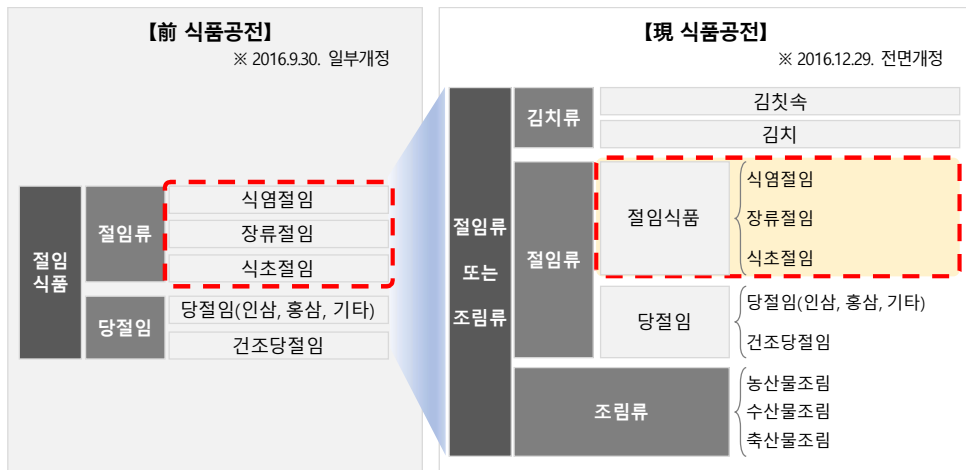 【前 식품공전】
※ 2016.9.30. 일부개정
절임
식품
절임류
식염절임
장류절임
식초절임
당절임
당절임(인삼, 홍삼, 기타)
건조당절임
【現 식품공전】
※ 2016.12.29. 전면개정
절임류
또는
조림류
김치류
김칫속
김치
절임류
절임식품
식염절임
장류절임
식초절임
당절임
당절임(인삼, 홍삼, 기타)
건조당절임
조림류
농산물조림
수산물조림
축산물조림